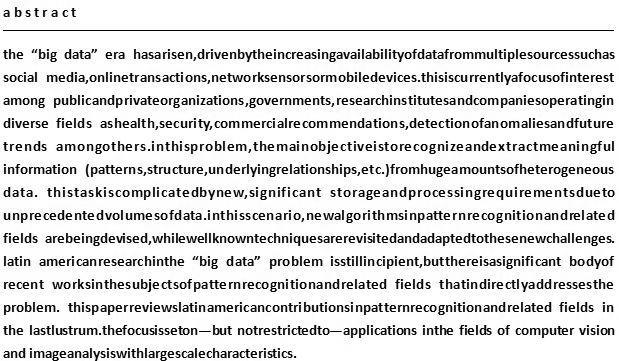 abstract
the “big data” era hasarisen,drivenbytheincreasingavailabilityofdatafrommultiplesourcessuchas
social media,onlinetransactions,networksensorsormobiledevices.thisiscurrentlyafocusofinterest
among publicandprivateorganizations,governments,researchinstitutesandcompaniesoperatingin
diverse fields ashealth,security,commercialrecommendations,detectionofanomaliesandfuture
trends amongothers.inthisproblem,themainobjectiveistorecognizeandextractmeaningful
information (patterns,structure,underlyingrelationships,etc.)fromhugeamountsofheterogeneous
data. thistaskiscomplicatedbynew,significant storageandprocessingrequirementsdueto
unprecedentedvolumesofdata.inthisscenario,newalgorithmsinpatternrecognitionandrelated
fields arebeingdevised,whilewellknowntechniquesarerevisitedandadaptedtothesenewchallenges.
latin americanresearchinthe “big data” problem isstillincipient,butthereisasignificant bodyof
recent worksinthesubjectsofpatternrecognitionandrelated fields thatindirectlyaddressesthe
problem. thispaperreviewslatinamericancontributionsinpatternrecognitionandrelated fields in
the lastlustrum.thefocusisseton—but notrestrictedto—applications inthe fields of computer vision
and imageanalysiswithlargescalecharacteristics.